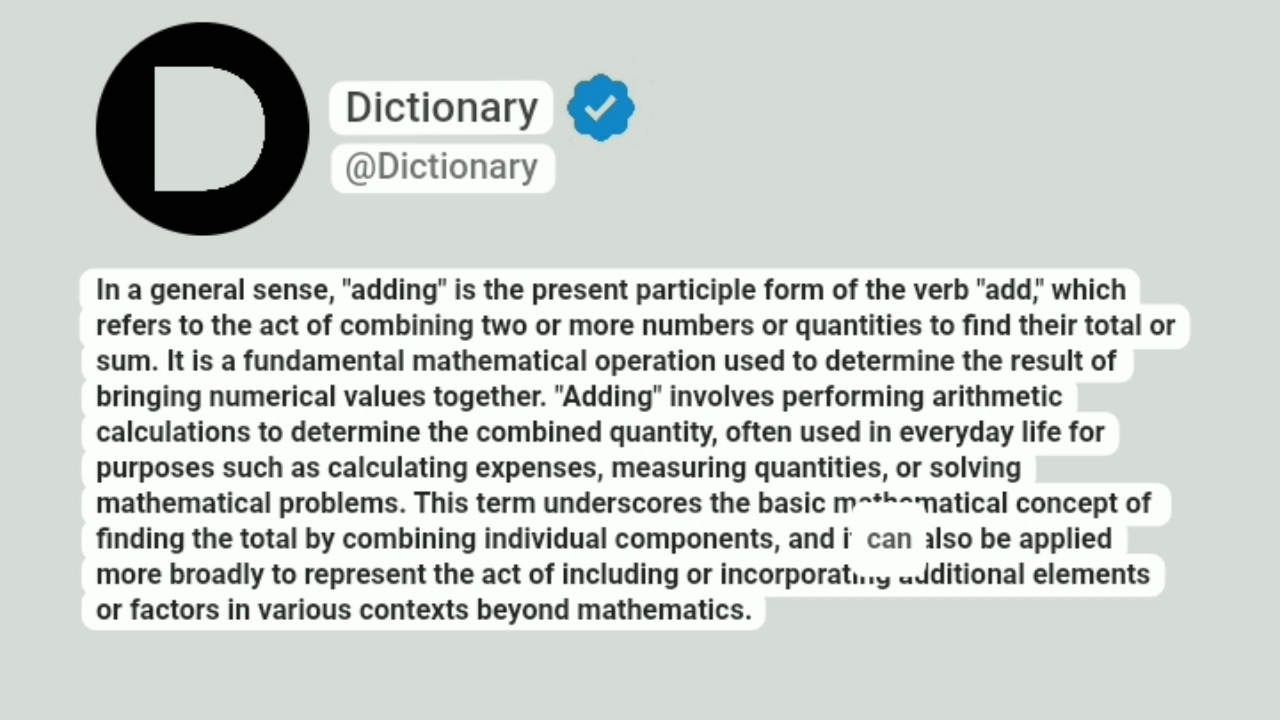 D
Dictionary
@Dictionary
In a general sense, "adding" is the present participle form of the verb "add," which
refers to the act of combining two or more numbers or quantities to find their total or
sum. It is a fundamental mathematical operation used to determine the result of
bringing numerical values together. "Adding" involves performing arithmetic
calculations to determine the combined quantity, often used in everyday life for
purposes such as calculating expenses, measuring quantities, or solving
mathematical problems. This term underscores the basic mathematical concept of
finding the total by combining individual components, and it can also be applied
more broadly to represent the act of including or incorporating additional elements
or factors in various contexts beyond mathematics.